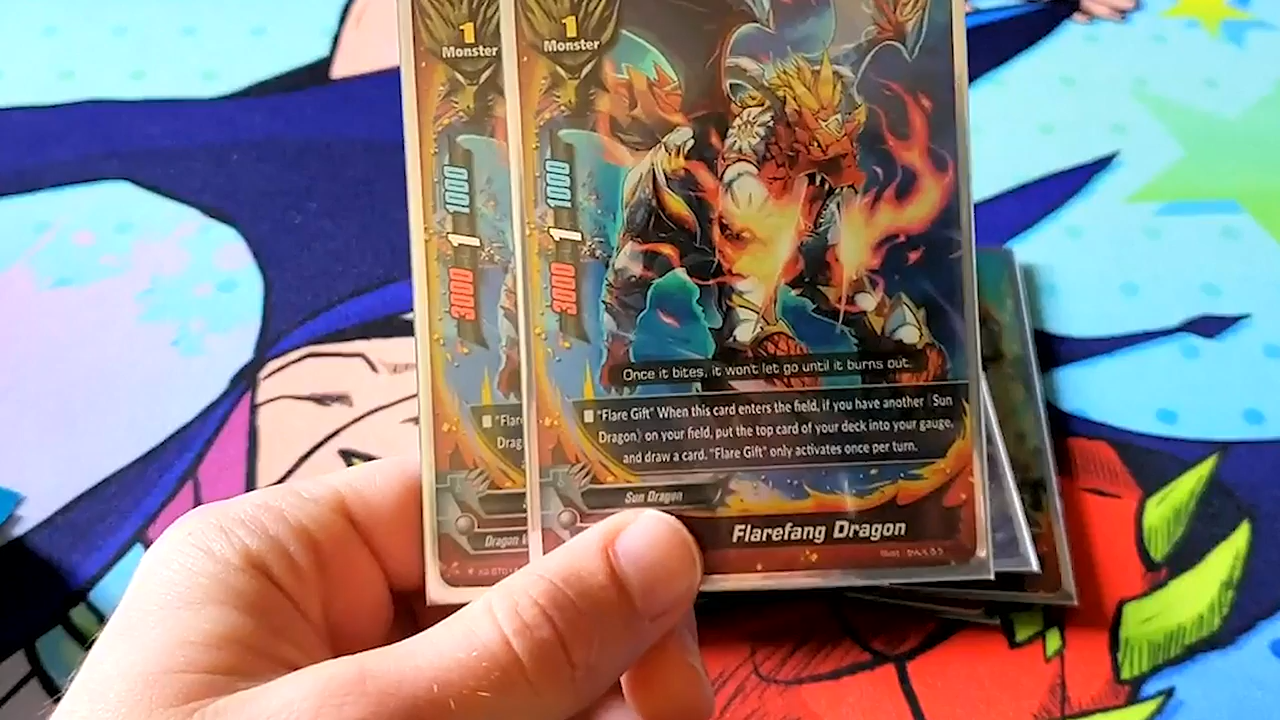 1
Monster
1000
1
3000
"Flare
Drag
Dragon W
1
Monster
1000
1
3000
Once it bites, it won't let go until it burns out.
"Flare Gift" When this card enters the field, if you have another 《Sun
Dragon》 on your field, put the top card of your deck into your gauge,
and draw a card. "Flare Gift" only activates once per turn.
Sun Dragon
Flarefang Dragon